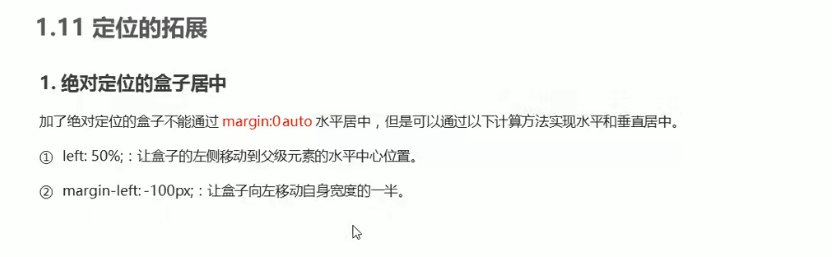 1.11 定位的拓展
1. 绝对定位的盒子居中
加了绝对定位的盒子不能通过 margin:0 auto 水平居中，但是可以通过以下计算方法实现水平和垂直居中。
① left: 50%;：让盒子的左侧移动到父级元素的水平中心位置。
② margin-left: -100px;：让盒子向左移动自身宽度的一半。